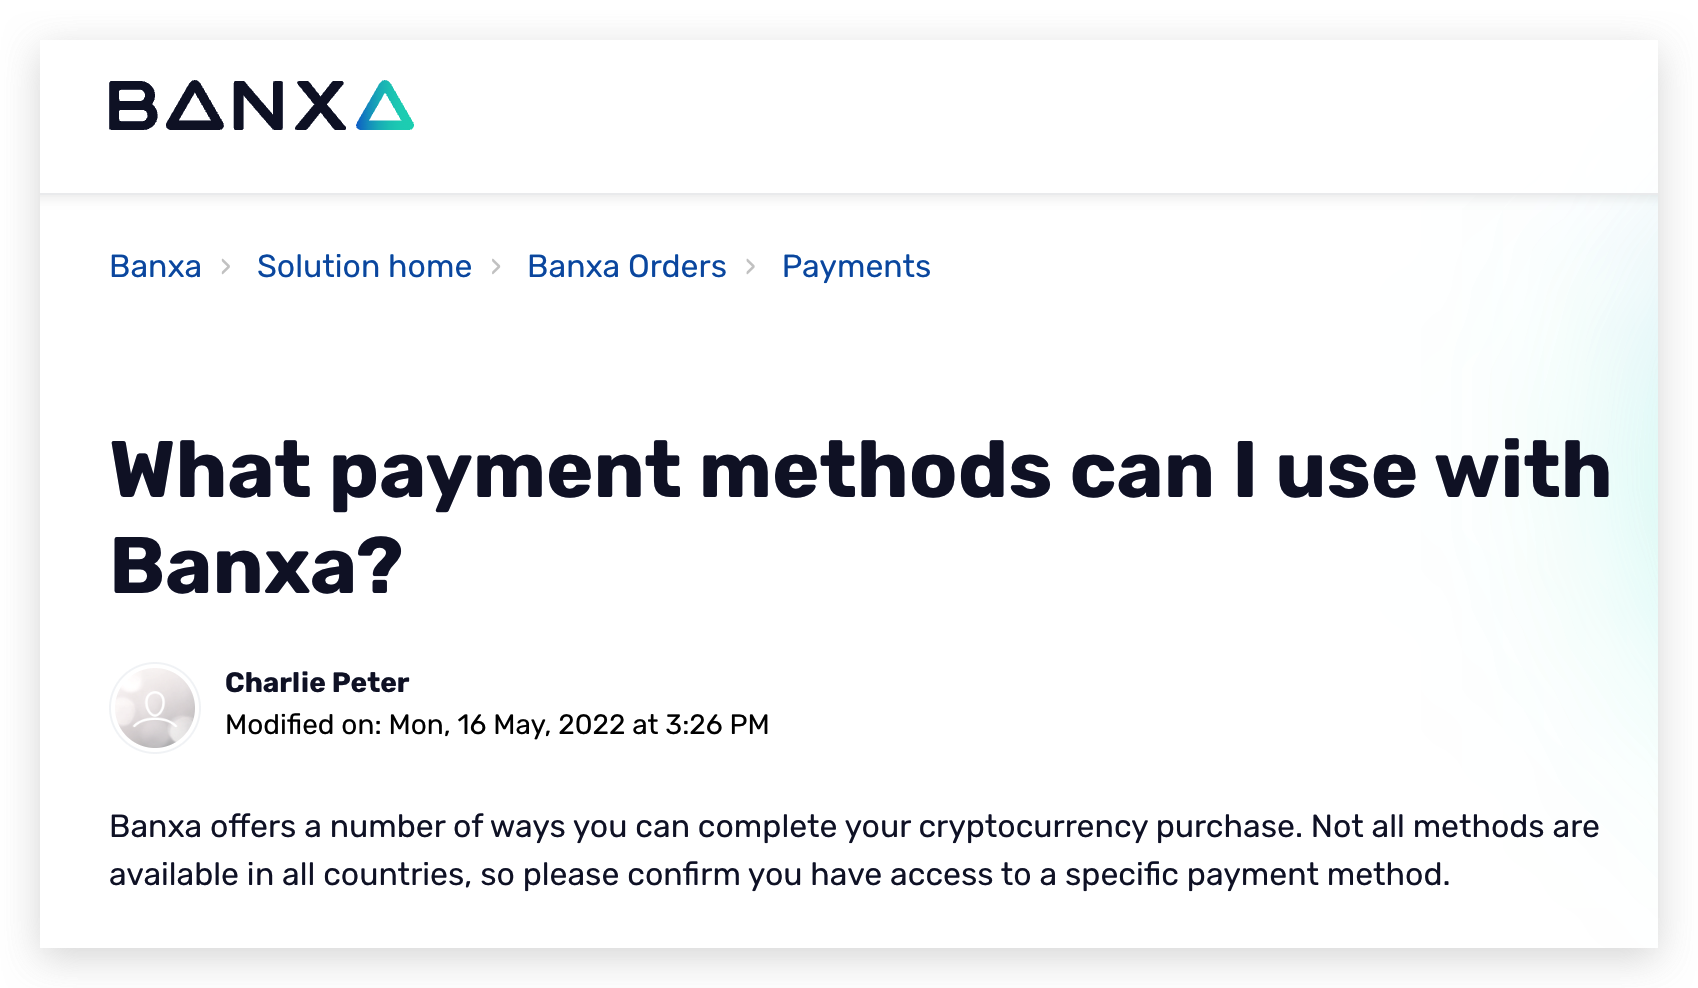 BANXA
Banxa > Solution home > Banxa Orders > Payments
What payment methods can I use with
Banxa?
Charlie Peter
Modified on: Mon, 16 May, 2022 at 3:26 PM
Banxa offers a number of ways you can complete your cryptocurrency purchase. Not all methods are
available in all countries, so please confirm you have access to a specific payment method.